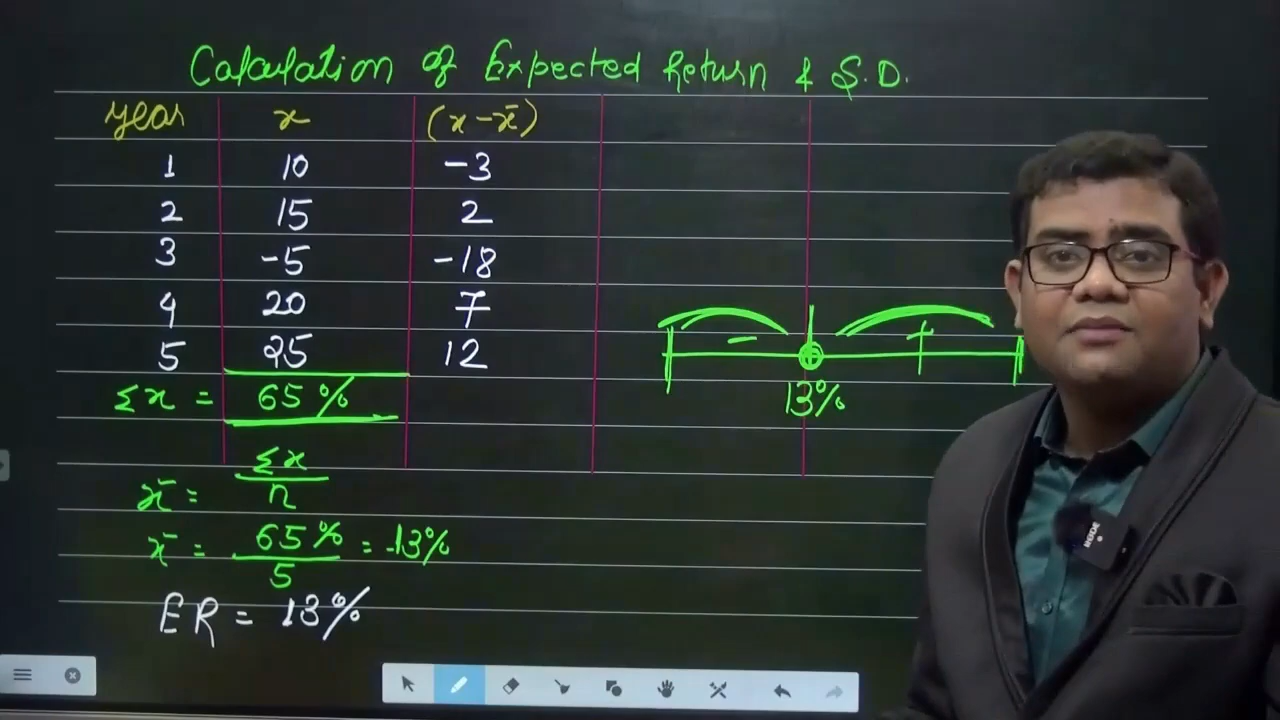 Calculation of Expected Return & S.D.
year x (x - x̄)
1 10 -3
2 15 2
3 -5 -18
4 20 7
5 25 12
Σx = 65%
- +
13%
x̄ = Σx / n
x̄ = 65% / 5 = 13%
ER = 13%
RODE